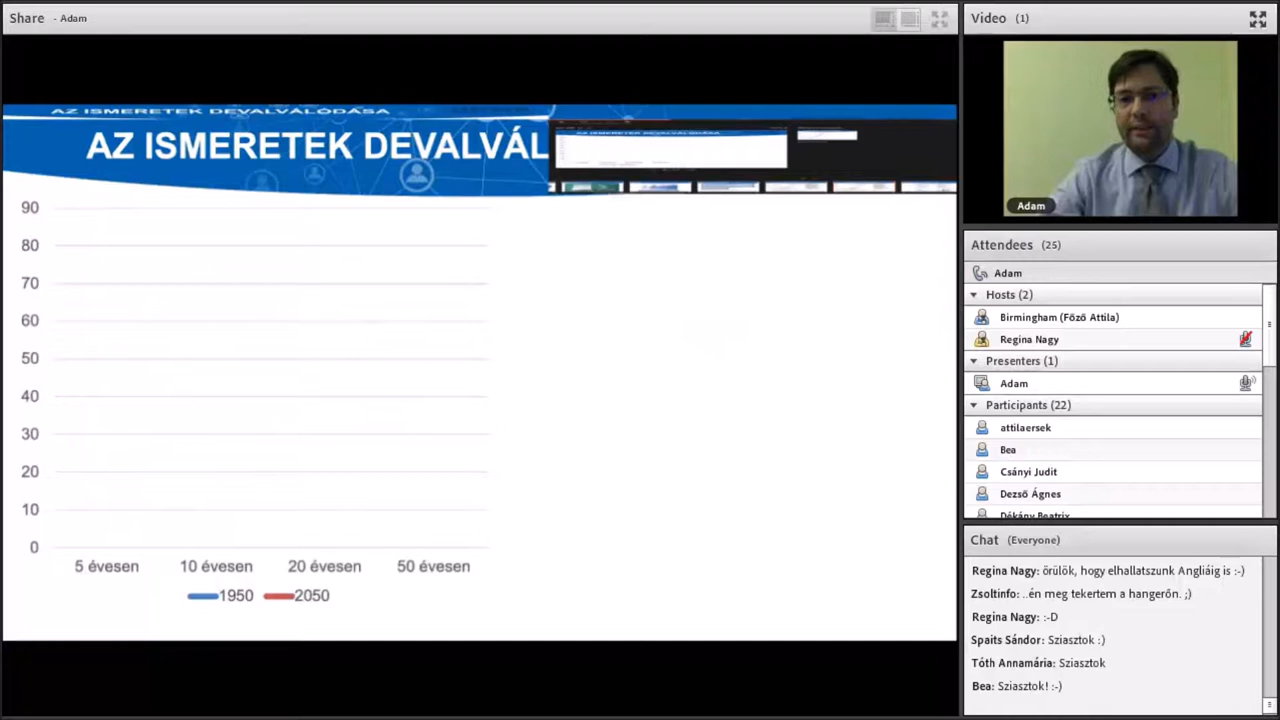 Share - Adam
AZ ISMERETEK DEVALVÁLÓDÁSA
AZ ISMERETEK DEVALVÁL
90
80
70
60
50
40
30
20
10
0
5 évesen 10 évesen 20 évesen 50 évesen
1950 2050
Video (1)
Adam
Attendees (25)
Adam
Hosts (2)
Birmingham (Főző Attila)
Regina Nagy
Presenters (1)
Adam
Participants (22)
attilaersek
Bea
Csányi Judit
Dezső Ágnes
Dékány Beatrix
Chat (Everyone)
Regina Nagy: örülök, hogy elhallatszunk Angliáig is :-)
Zsoltinfo: ..én meg tekertem a hangerőn. ;)
Regina Nagy: :-D
Spaits Sándor: Sziasztok :)
Tóth Annamária: Sziasztok
Bea: Sziasztok! :-)